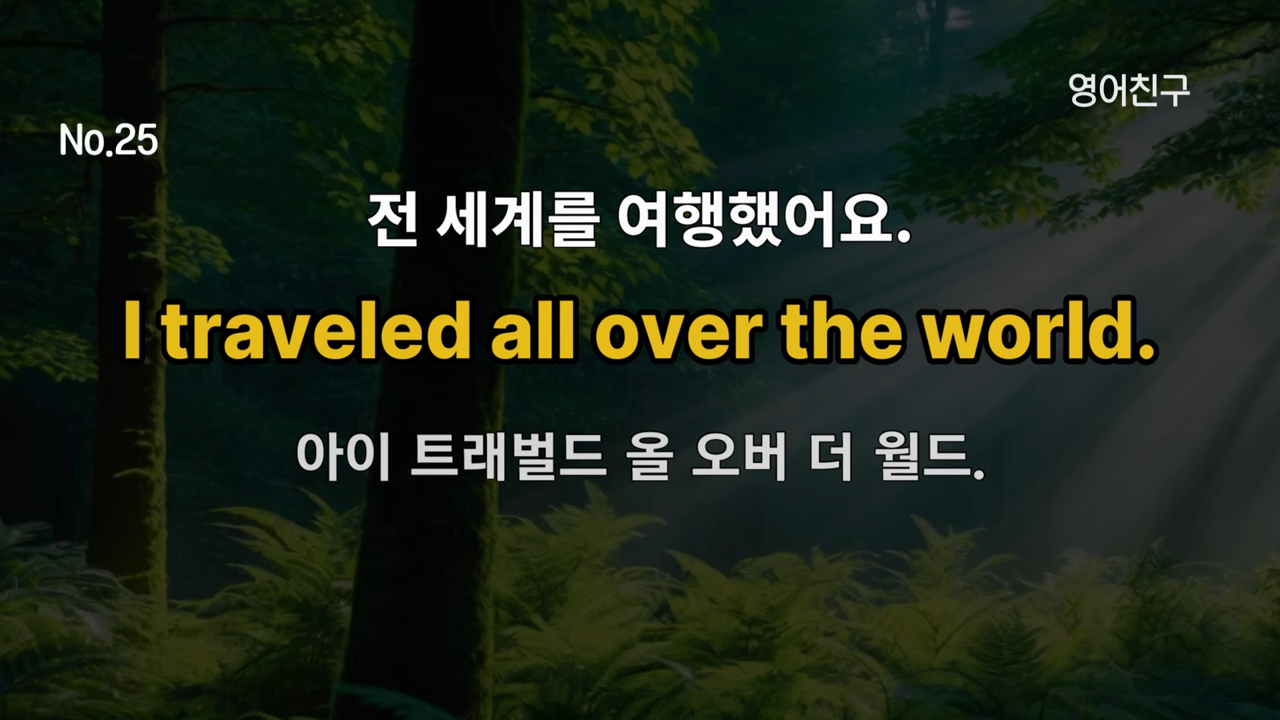 영어친구
No.25
전 세계를 여행했어요.
I traveled all over the world.
아이 트래벌드 올 오버 더 월드.